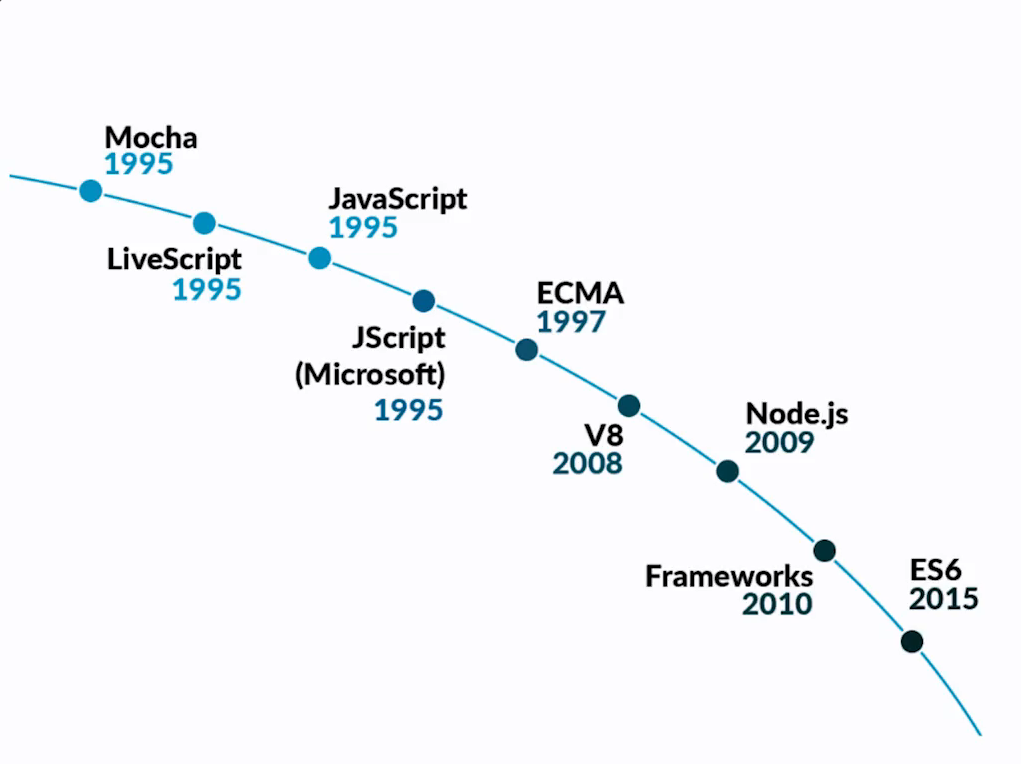 Mocha
1995
LiveScript
1995
JavaScript
1995
JScript
(Microsoft)
1995
ECMA
1997
V8
2008
Node.js
2009
Frameworks
2010
ES6
2015